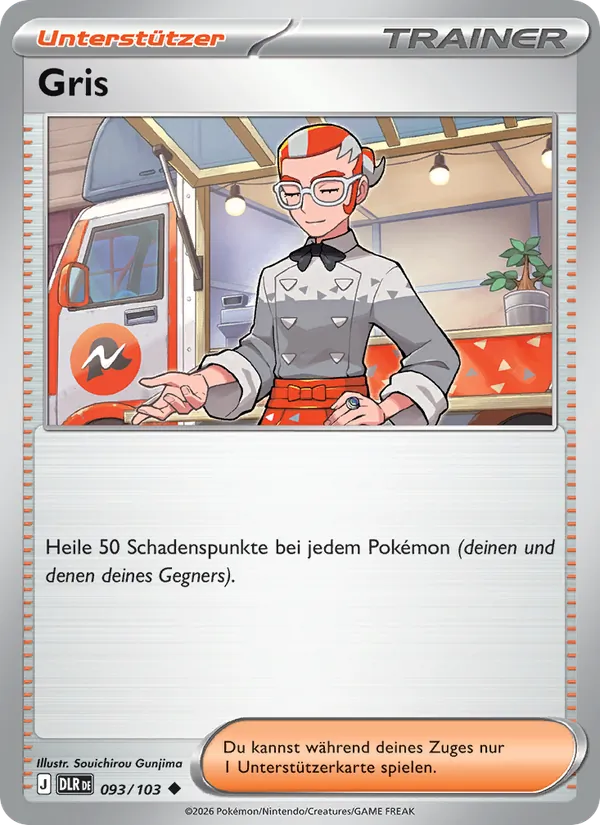 Unterstützer
TRAINER
Gris
Heile 50 Schadenspunkte bei jedem Pokémon (deinen und
denen deines Gegners).
Illustr. Souichirou Gunjima
Du kannst während deines Zuges nur
1 Unterstützerkarte spielen.
J DLR DE 093/103 ◆
©2026 Pokémon/Nintendo/Creatures/GAME FREAK